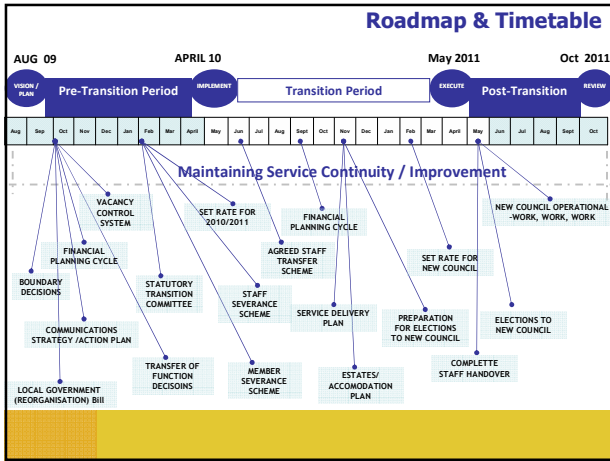 Roadmap & Timetable
AUG 09
APRIL 10
May 2011
Oct 2011
VISION /
PLAN
Pre-Transition Period
IMPLEMENT
Transition Period
EXECUTE
Post-Transition
REVIEW
Aug Sep Oct Nov Dec Jan Feb Mar April May Jun Jul Aug Sept Oct Nov Dec Jan Feb Mar April May Jun Jul Aug Sept Oct
Maintaining Service Continuity / Improvement
VACANCY
CONTROL
SYSTEM
SET RATE FOR
2010/2011
FINANCIAL
PLANNING CYCLE
NEW COUNCIL OPERATIONAL
-WORK, WORK, WORK
FINANCIAL
PLANNING CYCLE
AGREED STAFF
TRANSFER
SCHEME
SET RATE FOR
NEW COUNCIL
BOUNDARY
DECISIONS
STATUTORY
TRANSITION
COMMITTEE
STAFF
SEVERANCE
SCHEME
SERVICE DELIVERY
PLAN
PREPARATION
FOR ELECTIONS
TO NEW COUNCIL
ELECTIONS TO
NEW COUNCIL
COMMUNICATIONS
STRATEGY /ACTION PLAN
TRANSFER OF
FUNCTION
DECISOINS
MEMBER
SEVERANCE
SCHEME
ESTATES/
ACCOMODATION
PLAN
COMPLETTE
STAFF HANDOVER
LOCAL GOVERNMENT
(REORGANISATION) Bill